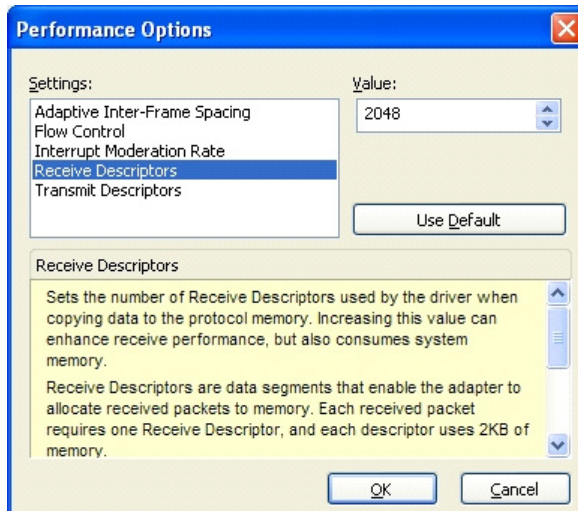 Performance Options
Settings:
Value:
Adaptive Inter-Frame Spacing
Flow Control
Interrupt Moderation Rate
Receive Descriptors
Transmit Descriptors
2048
Use Default
Receive Descriptors
Sets the number of Receive Descriptors used by the driver when
copying data to the protocol memory. Increasing this value can
enhance receive performance, but also consumes system
memory.
Receive Descriptors are data segments that enable the adapter to
allocate received packets to memory. Each received packet
requires one Receive Descriptor, and each descriptor uses 2KB of
memory.
OK
Cancel